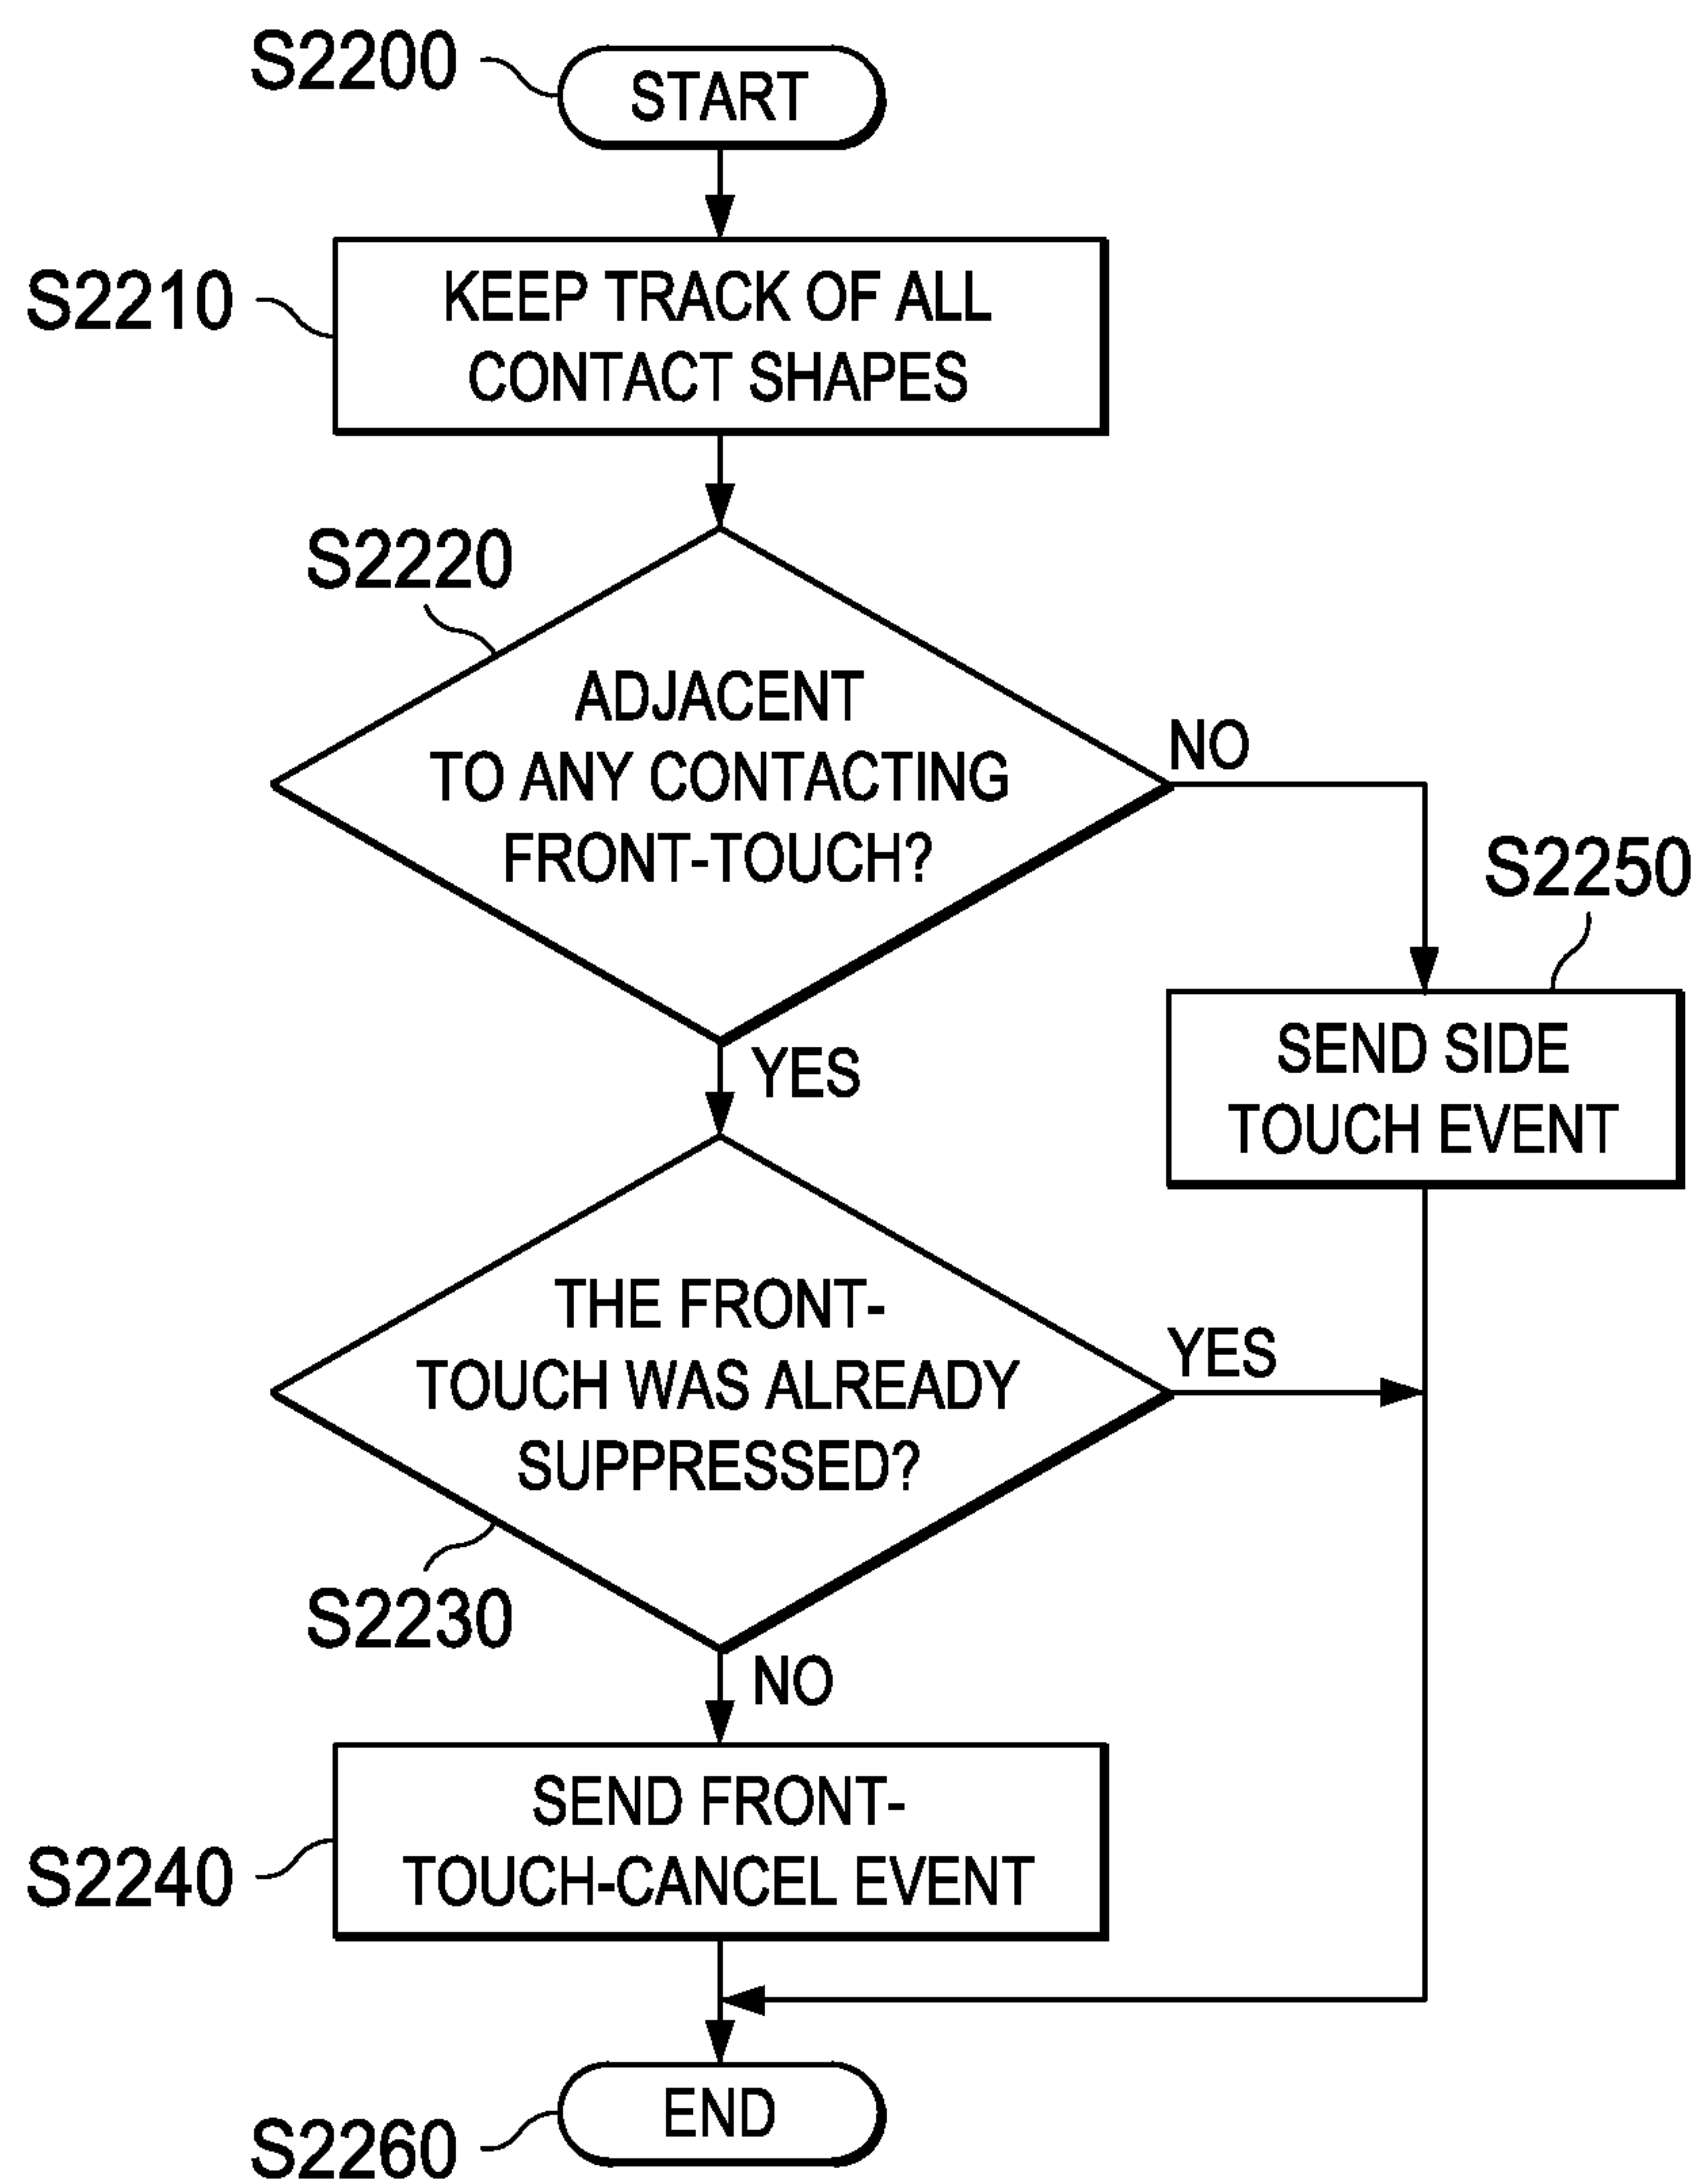 S2200
START
S2210
KEEP TRACK OF ALL
CONTACT SHAPES
S2220
ADJACENT
TO ANY CONTACTING
FRONT-TOUCH?
NO
YES
S2250
SEND SIDE
TOUCH EVENT
THE FRONT-
TOUCH WAS ALREADY
SUPPRESSED?
YES
S2230
NO
SEND FRONT-
TOUCH-CANCEL EVENT
S2240
END
S2260